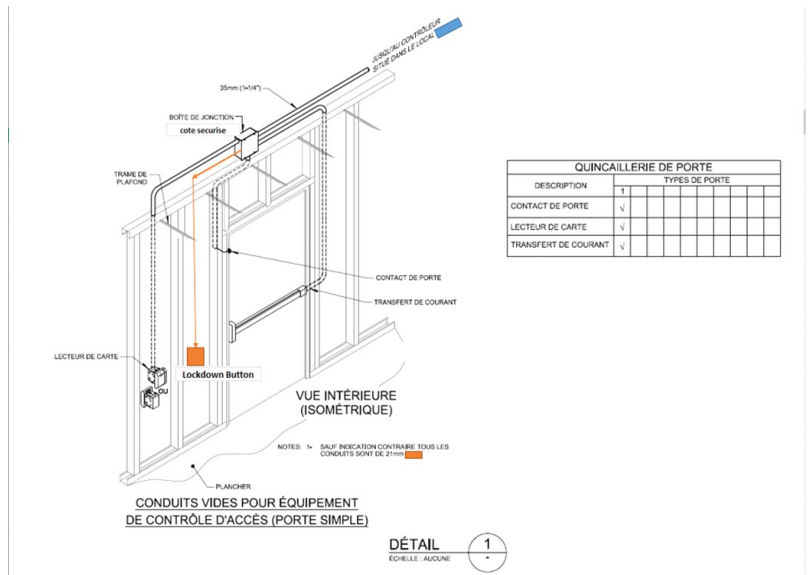 JUSQU'AU CONTRÔLEUR
SITUÉ DANS LE LOCAL
35mm (1-1/4")
BOÎTE DE JONCTION
cote securise
TRAME DE
PLAFOND
QUINCAILLERIE DE PORTE
DESCRIPTION
TYPES DE PORTE
1
CONTACT DE PORTE √
LECTEUR DE CARTE √
TRANSFERT DE COURANT √
CONTACT DE PORTE
TRANSFERT DE COURANT
LECTEUR DE CARTE
OU
Lockdown Button
VUE INTÉRIEURE
(ISOMÉTRIQUE)
NOTES: 1- SAUF INDICATION CONTRAIRE TOUS LES
CONDUITS SONT DE 21mm
PLANCHER
CONDUITS VIDES POUR ÉQUIPEMENT
DE CONTRÔLE D'ACCÈS (PORTE SIMPLE)
DÉTAIL 1
ÉCHELLE : AUCUNE -